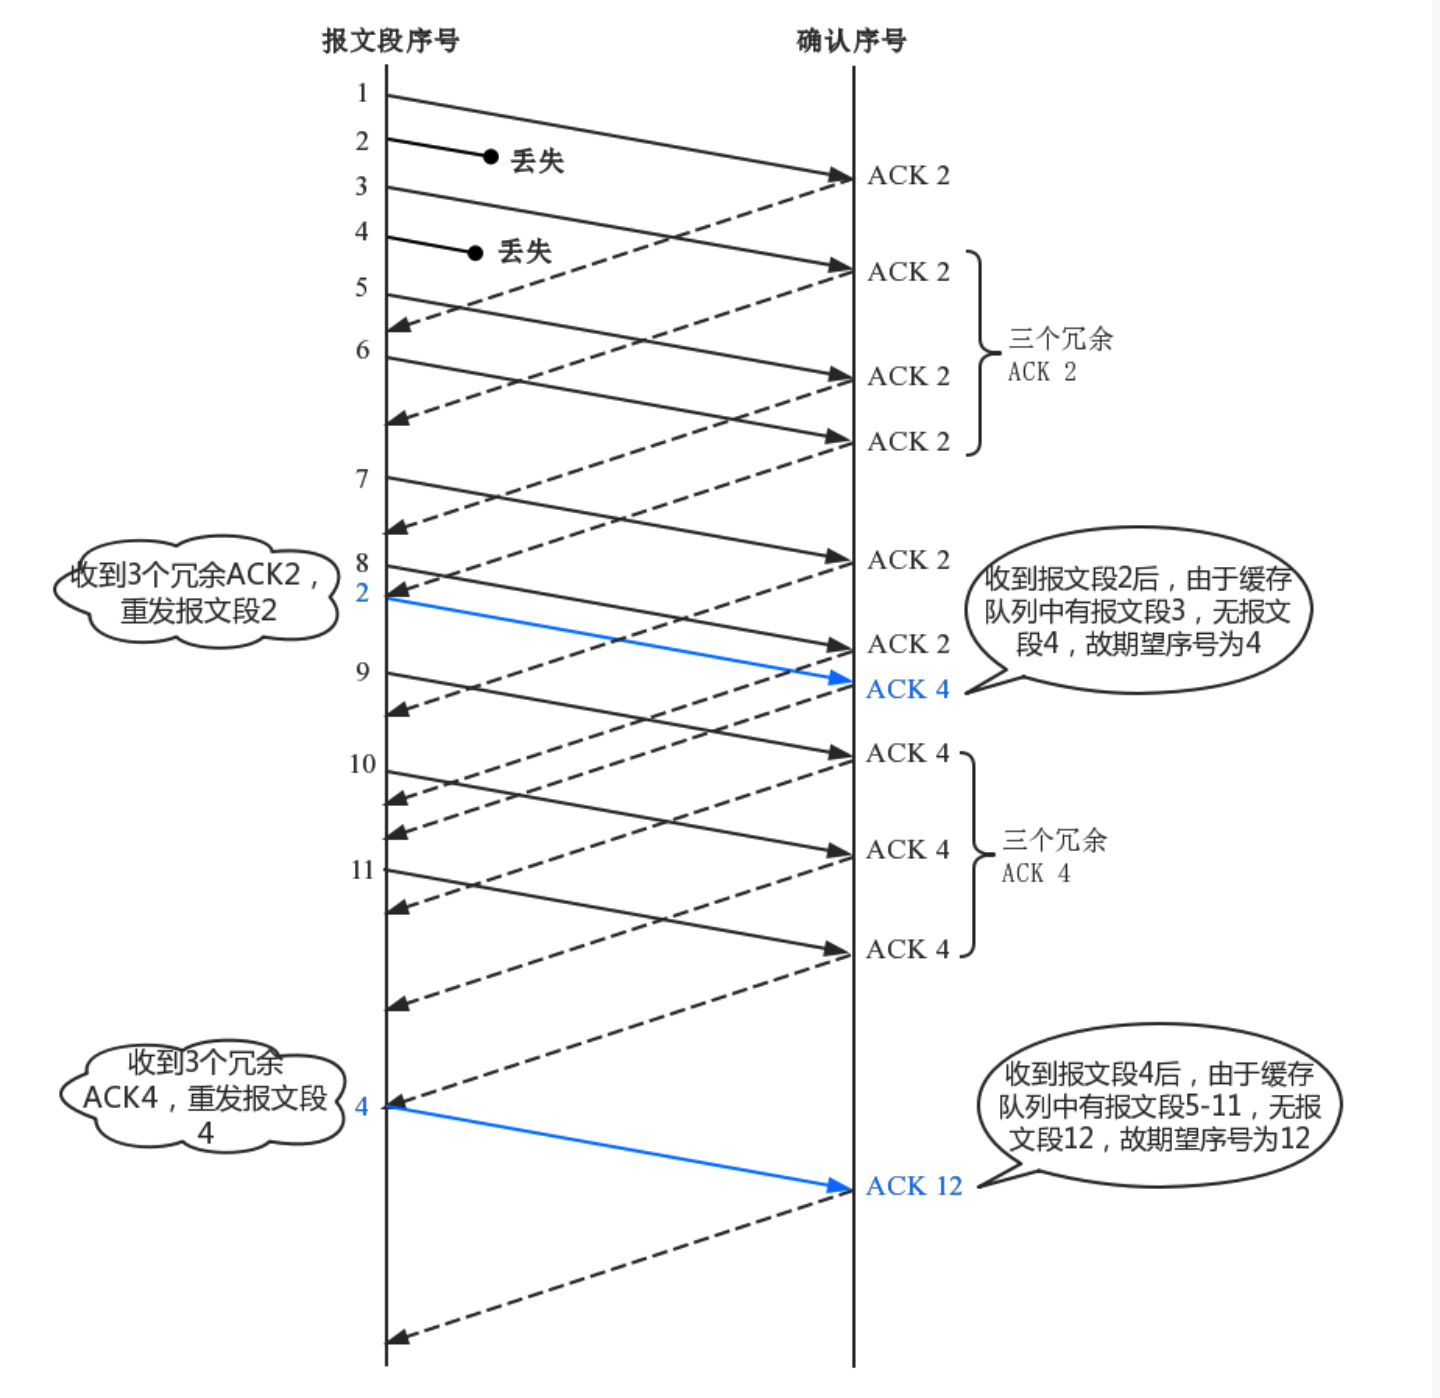 报文段序号
确认序号
1
2
丢失
3
ACK 2
4
丢失
5
ACK 2
6
三个冗余
ACK 2
ACK 2
ACK 2
7
收到3个冗余ACK2，
重发报文段2
8
2
ACK 2
收到报文段2后，由于缓存
队列中有报文段3，无报文
段4，故期望序号为4
ACK 2
9
ACK 4
10
ACK 4
11
ACK 4
三个冗余
ACK 4
ACK 4
收到3个冗余
ACK4，重发报文段
4
4
收到报文段4后，由于缓存
队列中有报文段5-11，无报
文段12，故期望序号为12
ACK 12